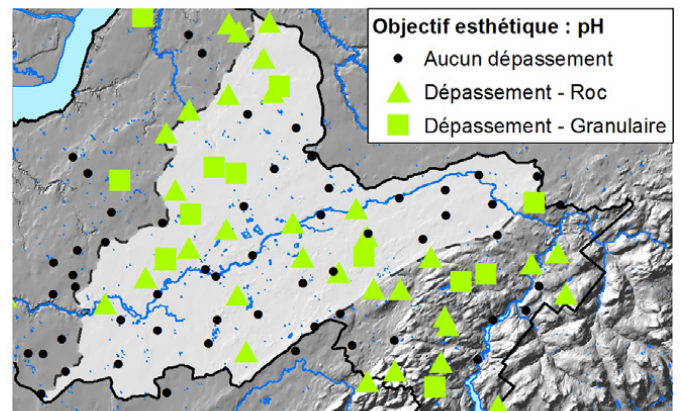 Objectif esthétique : pH
Aucun dépassement
Dépassement - Roc
Dépassement - Granulaire